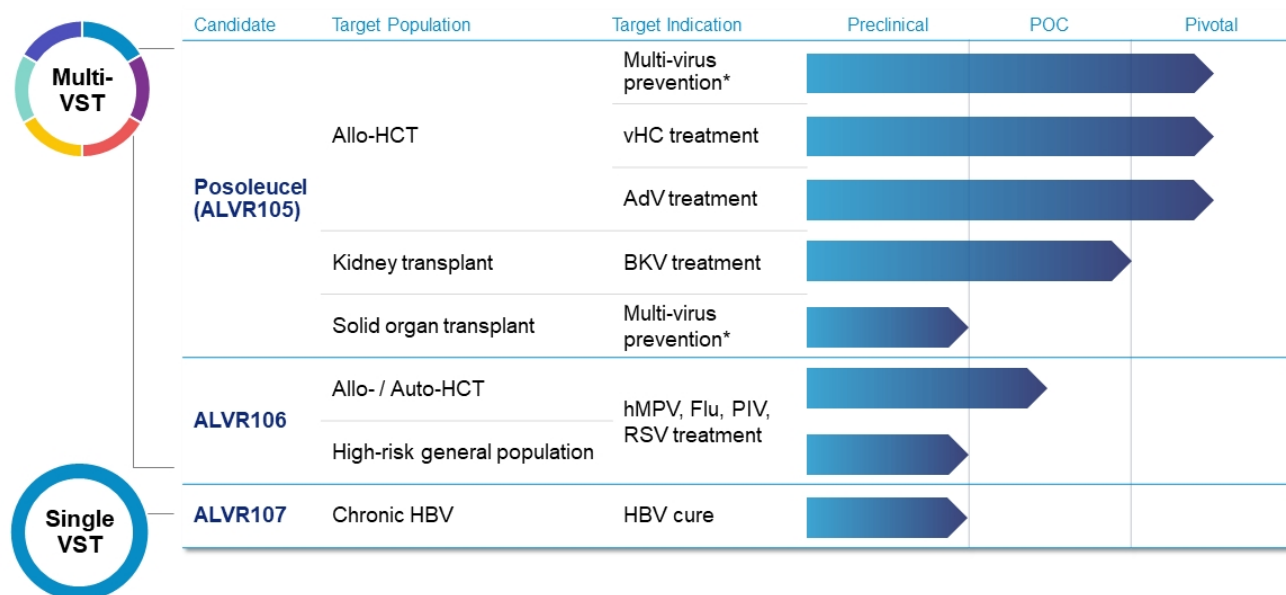 Candidate Target Population Target Indication Preclinical POC Pivotal
Multi-
VST
Multi-virus
prevention*
Allo-HCT vHC treatment
Posoleucel
(ALVR105)
AdV treatment
Kidney transplant BKV treatment
Solid organ transplant
Multi-virus
prevention*
ALVR106
Allo- / Auto-HCT
hMPV, Flu, PIV,
RSV treatment
High-risk general population
Single
VST
ALVR107 Chronic HBV HBV cure